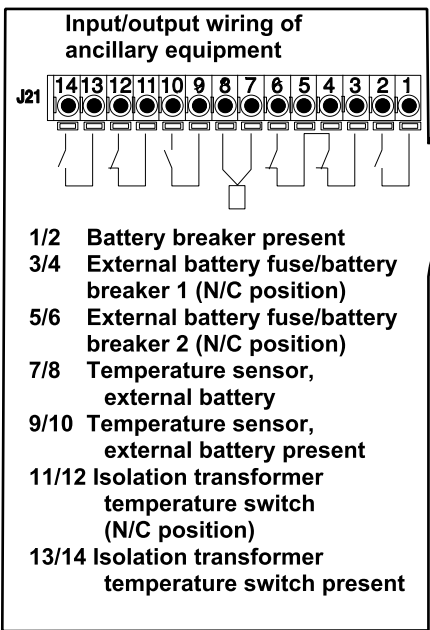 Input/output wiring of
ancillary equipment
J21
14 13 12 11 10 9 8 7 6 5 4 3 2 1
1/2 Battery breaker present
3/4 External battery fuse/battery
breaker 1 (N/C position)
5/6 External battery fuse/battery
breaker 2 (N/C position)
7/8 Temperature sensor,
external battery
9/10 Temperature sensor,
external battery present
11/12 Isolation transformer
temperature switch
(N/C position)
13/14 Isolation transformer
temperature switch present